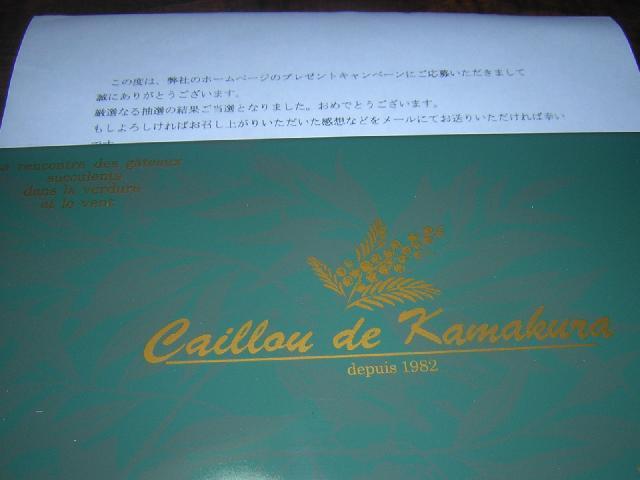 この度は、弊社のホームページのプレゼントキャンペーンにご応募いただきまして
誠にありがとうございます。
厳選なる抽選の結果ご当選となりました。おめでとうございます。
もしよろしければお召し上がりいただいた感想などをメールにてお送りいただければ幸い
です
rencontre des gâteaux
succulents
dans la verdure
et le vent
Caillou de Kamakura
depuis 1982